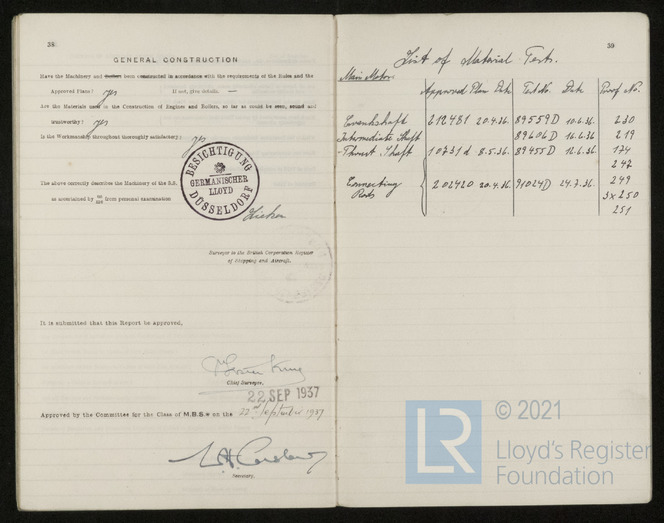 38
GENERAL CONSTRUCTION
Have the Machinery and Boilers been constructed in accordance with the requirements of the Rules and the
Approved Plans? yes If not, give details. —
Are the Materials used in the Construction of Engines and Boilers, so far as could be seen, sound and
trustworthy? yes
Is the Workmanship throughout thoroughly satisfactory? yes
BESICHTIGUNG
GERMANISCHER
LLOYD
DÜSSELDORF
The above correctly describes the Machinery of the S.S.
as ascertained by from personal examination
Surveyor to the British Corporation Register
of Shipping and Aircraft.
It is submitted that this Report be approved,
Chief Surveyor.
22 SEP 1937
Approved by the Committee for the Class of M.B.S.* on the 22nd September 1937
Secretary.
39
List of Material Test.
Main Motor
Approved Plan Date Test No. Date Proof No.
Crankshaft 212481 20.4.36. 89559D 10.6.36. 230
Intermediate Shaft 89606D 16.6.36. 219
Thrust Shaft 10731d 8.5.36. 89455D 12.6.36. 174
247
Connecting Rods 202420 20.4.36. 91024D 24.7.36. 249
3x250
251
LR
© 2021
Lloyd's Register
Foundation